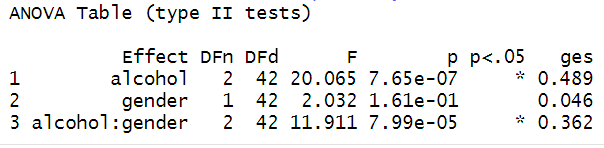 ANOVA Table (type II tests)
Effect DFn DFd F p p<.05 ges
1 alcohol 2 42 20.065 7.65e-07 * 0.489
2 gender 1 42 2.032 1.61e-01 0.046
3 alcohol:gender 2 42 11.911 7.99e-05 * 0.362